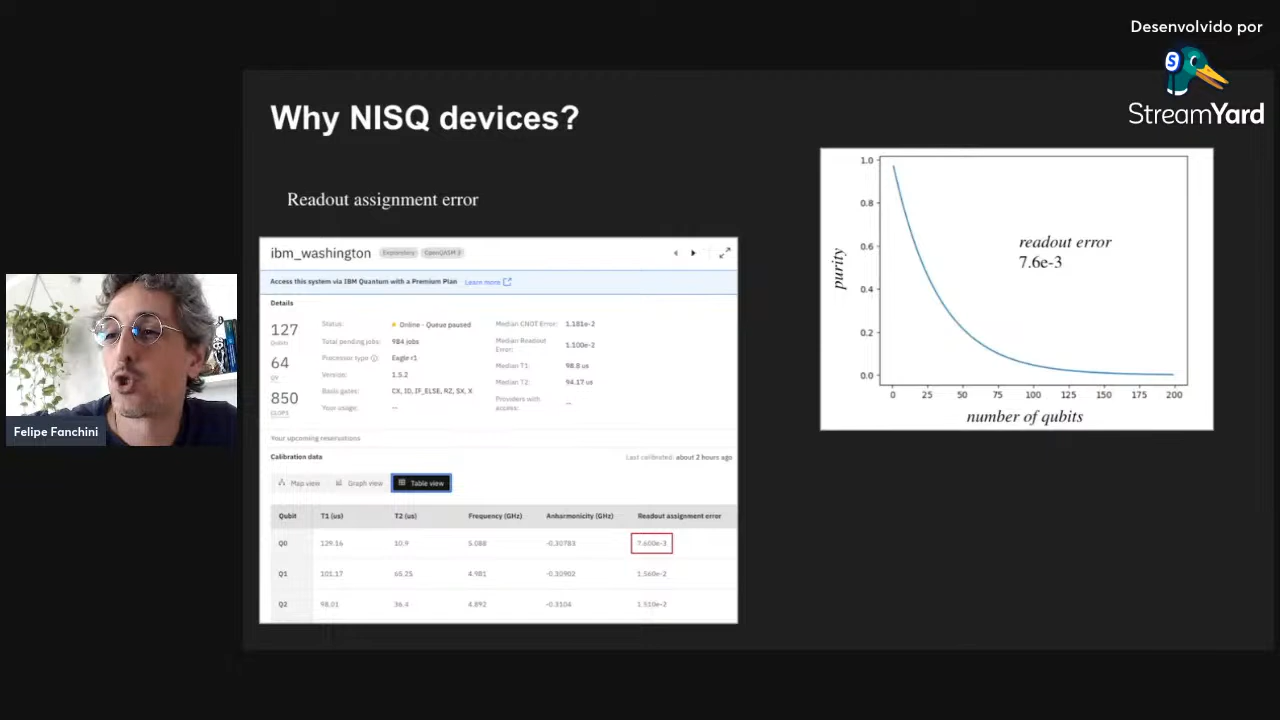 Desenvolvido por
StreamYard
Why NISQ devices?
Readout assignment error
ibm_washington
Exploratory
OpenQASM 3
Access this system via IBM Quantum with a Premium Plan
Learn more
Details
127
Qubits
64
QV
850
CLOPS
Status:
Online - Queue paused
Total pending jobs:
984 jobs
Processor type
Eagle r1
Version:
1.5.2
Basis gates:
CX, ID, IF_ELSE, RZ, SX, X
Your usage:
—
Median CNOT Error:
1.181e-2
Median Readout
Error:
1.100e-2
Median T1:
98.8 us
Median T2:
94.17 us
Providers with
access:
—
Your upcoming reservations
Calibration data
Last calibrated: about 2 hours ago
Map view
Graph view
Table view
Qubit T1 (us) T2 (us) Frequency (GHz) Anharmonicity (GHz) Readout assignment error
Q0 129.16 10.9 5.088 -0.30783 7.600e-3
Q1 101.17 65.25 4.981 -0.30902 1.560e-2
Q2 98.01 36.4 4.892 -0.3104 1.510e-2
1.0
0.8
0.6
0.4
0.2
0.0
purity
readout error
7.6e-3
0 25 50 75 100 125 150 175 200
number of qubits
Felipe Fanchini